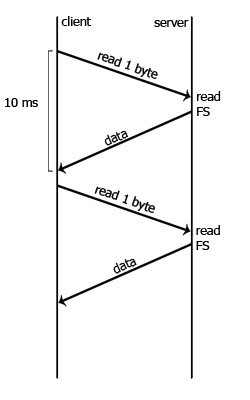 client
server
read 1 byte
10 ms
read
FS
data
read 1 byte
read
FS
data